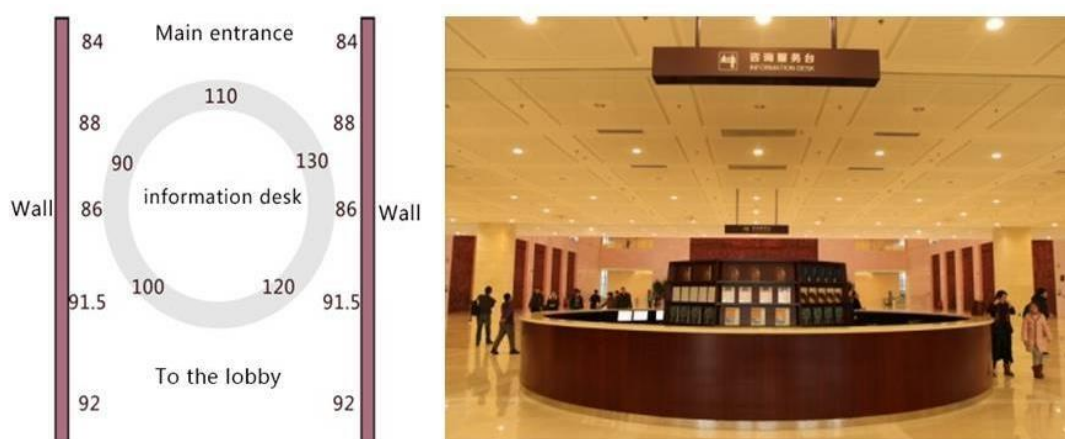 Main entrance
84 84
110
88 88
90 130
information desk
Wall 86 86 Wall
100 120
91.5 91.5
To the lobby
92 92
咨询服务台
INFORMATION DESK